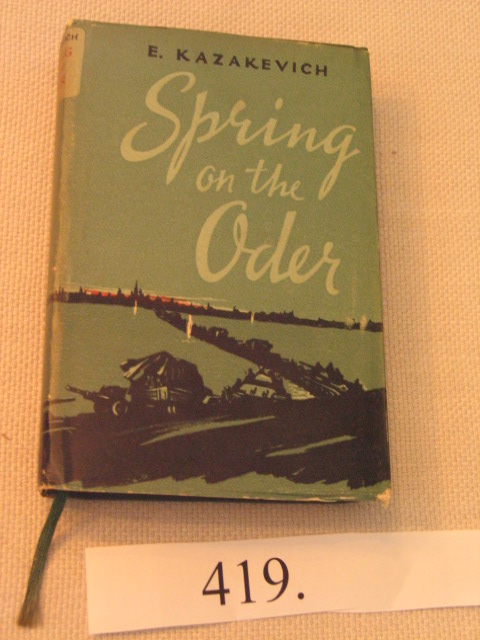 E. KAZAKEVICH
Spring
on the
Oder
419.